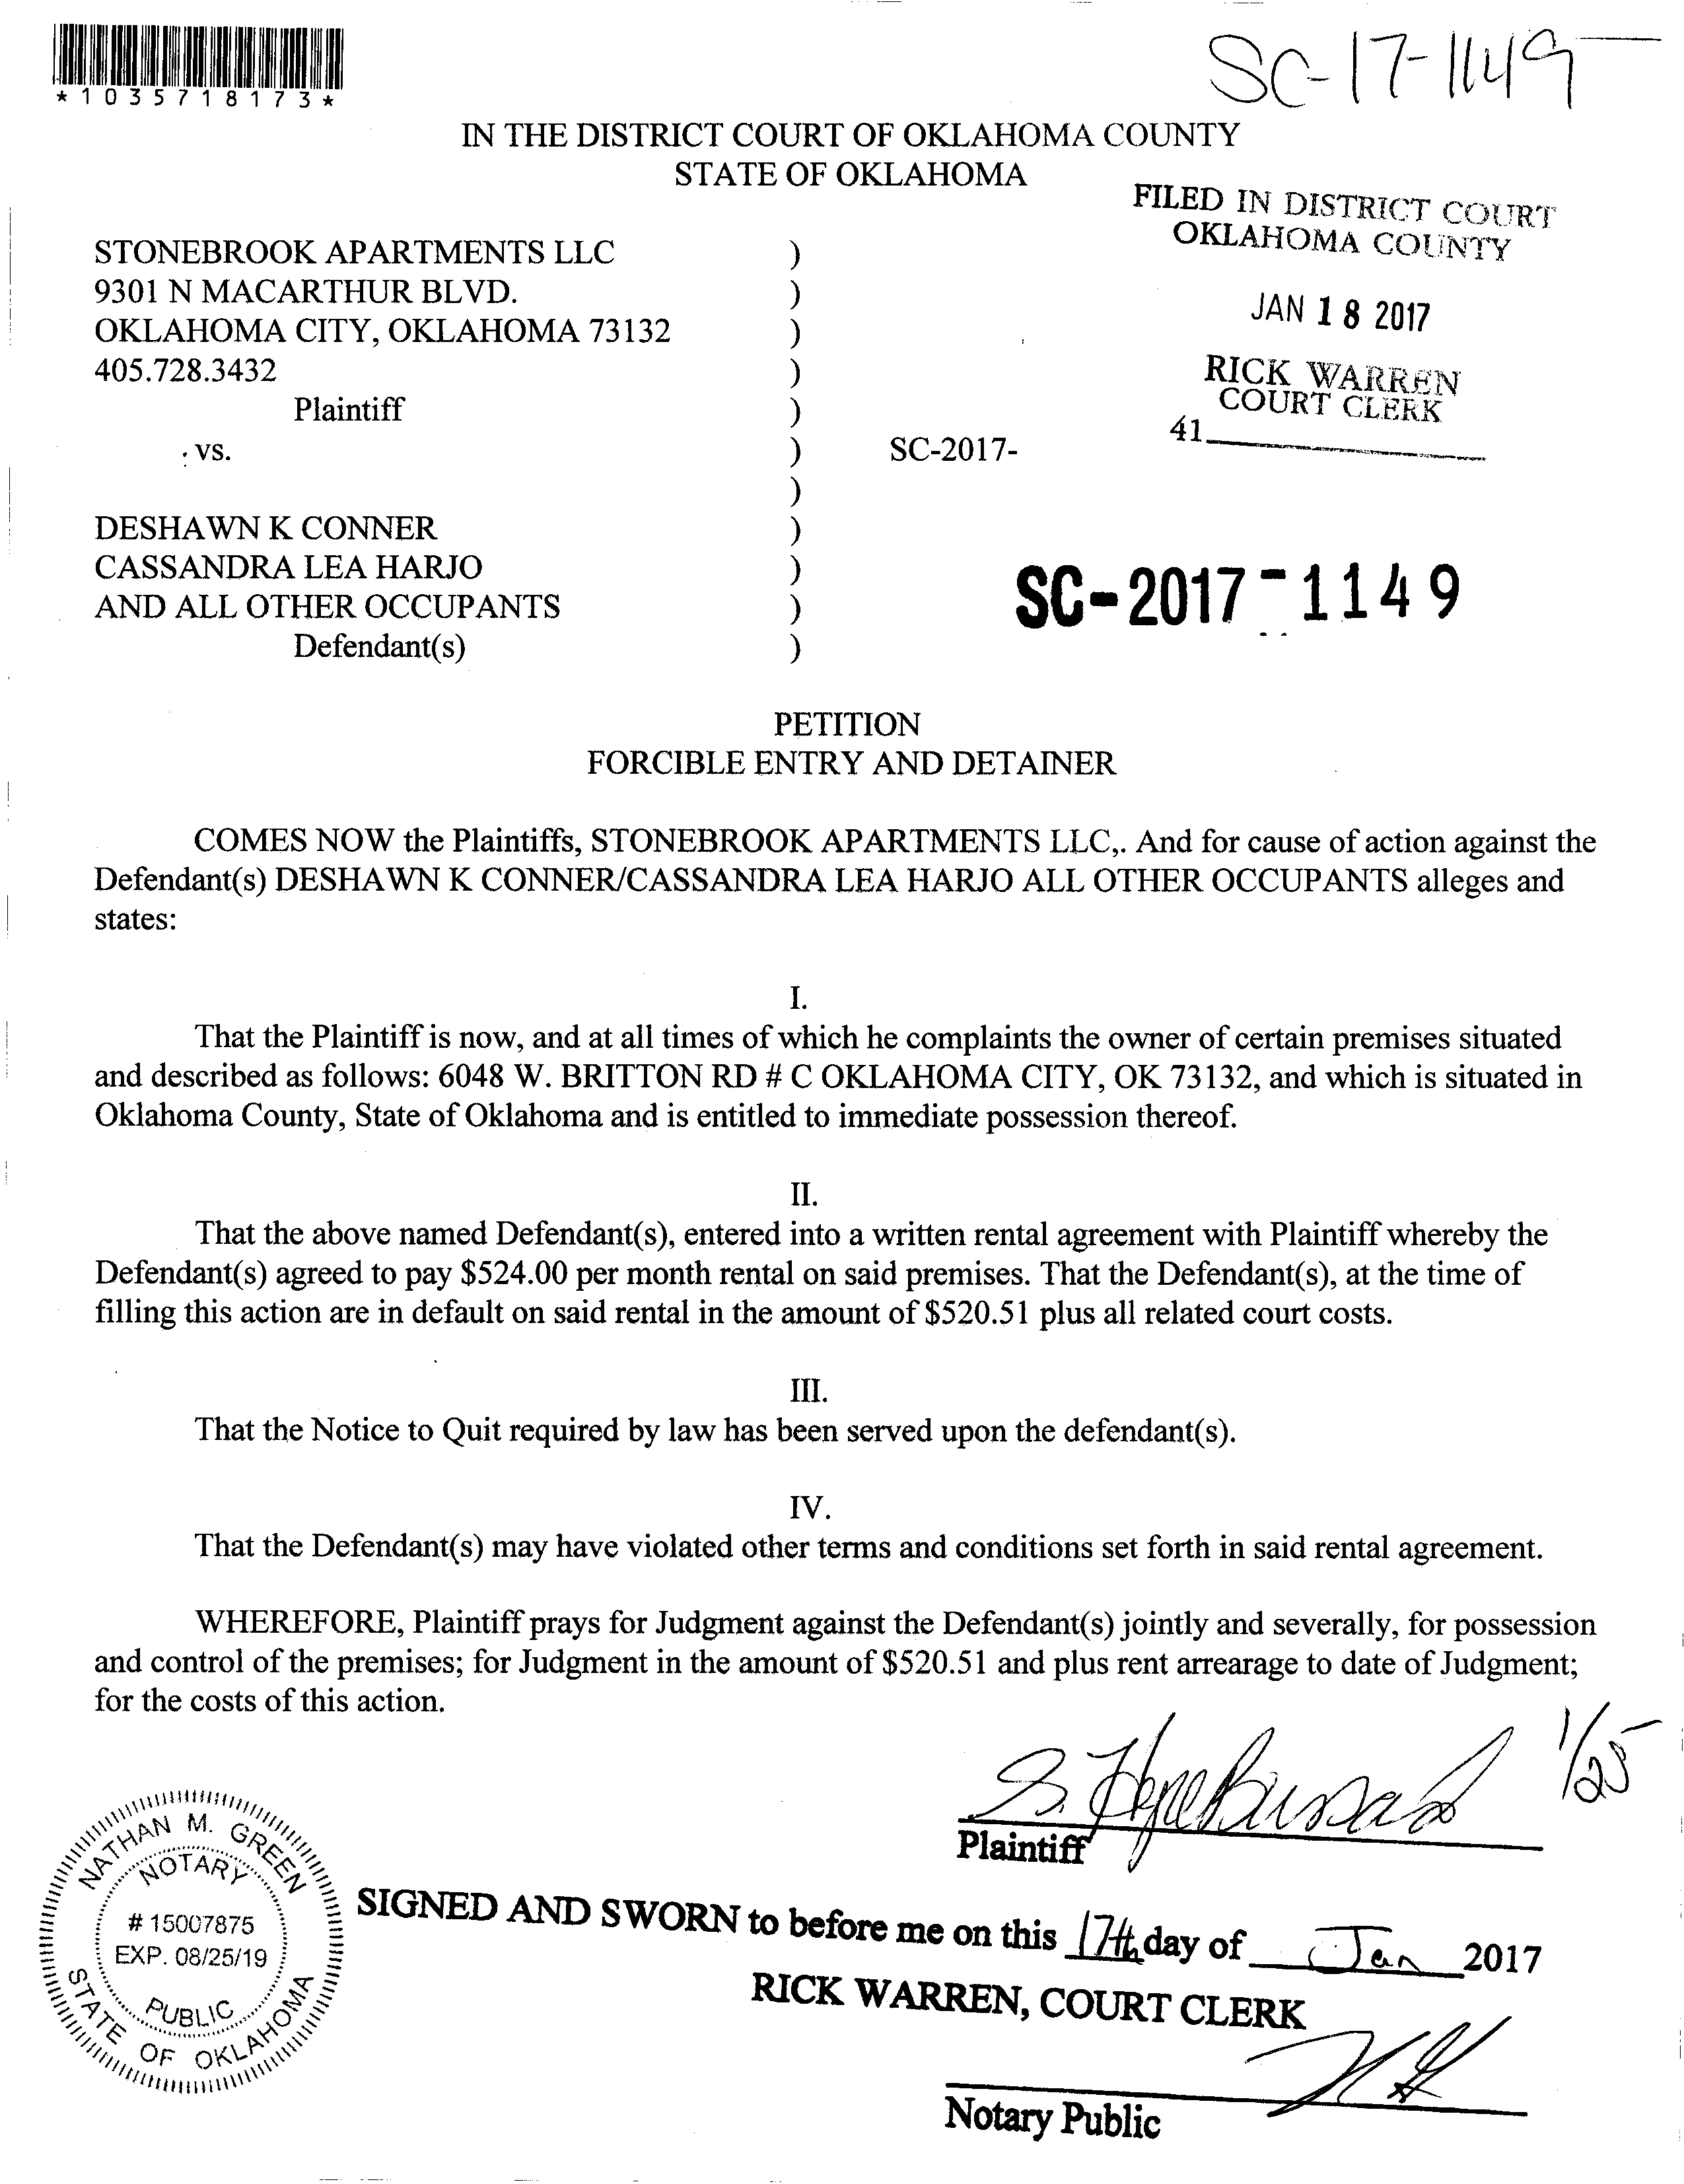 SC-17-1149
*1035718173*
IN THE DISTRICT COURT OF OKLAHOMA COUNTY
STATE OF OKLAHOMA
FILED IN DISTRICT COURT
OKLAHOMA COUNTY
JAN 18 2017
RICK WARREN
COURT CLERK
41
STONEBROOK APARTMENTS LLC )
9301 N MACARTHUR BLVD. )
OKLAHOMA CITY, OKLAHOMA 73132 )
405.728.3432 )
Plaintiff )
vs. ) SC-2017-
)
DESHAWN K CONNER )
CASSANDRA LEA HARJO )
AND ALL OTHER OCCUPANTS )
Defendant(s) )
SC-2017-1149
PETITION
FORCIBLE ENTRY AND DETAINER
COMES NOW the Plaintiffs, STONEBROOK APARTMENTS LLC,. And for cause of action against the
Defendant(s) DESHAWN K CONNER/CASSANDRA LEA HARJO ALL OTHER OCCUPANTS alleges and
states:
I.
That the Plaintiff is now, and at all times of which he complaints the owner of certain premises situated
and described as follows: 6048 W. BRITTON RD # C OKLAHOMA CITY, OK 73132, and which is situated in
Oklahoma County, State of Oklahoma and is entitled to immediate possession thereof.
II.
That the above named Defendant(s), entered into a written rental agreement with Plaintiff whereby the
Defendant(s) agreed to pay $524.00 per month rental on said premises. That the Defendant(s), at the time of
filling this action are in default on said rental in the amount of $520.51 plus all related court costs.
III.
That the Notice to Quit required by law has been served upon the defendant(s).
IV.
That the Defendant(s) may have violated other terms and conditions set forth in said rental agreement.
WHEREFORE, Plaintiff prays for Judgment against the Defendant(s) jointly and severally, for possession
and control of the premises; for Judgment in the amount of $520.51 and plus rent arrearage to date of Judgment;
for the costs of this action.
1/25
Plaintiff
NATHAN M. GREEN
NOTARY
# 15007875
EXP. 08/25/19
PUBLIC
STATE OF OKLAHOMA
SIGNED AND SWORN to before me on this 17th day of Jan 2017
RICK WARREN, COURT CLERK
Notary Public